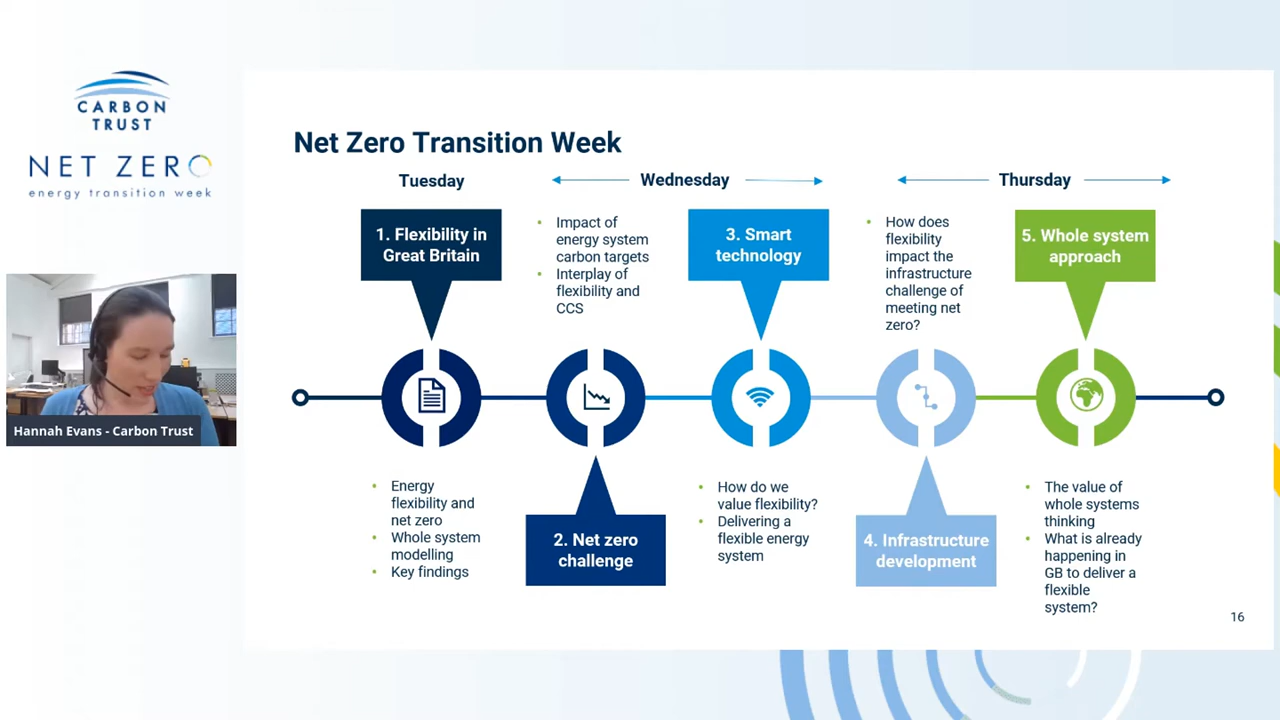 CARBON
TRUST
NET ZERO
energy transition week
Hannah Evans - Carbon Trust
Net Zero Transition Week
Tuesday
Wednesday
Thursday
1. Flexibility in
Great Britain
• Impact of
energy system
carbon targets
• Interplay of
flexibility and
CCS
3. Smart
technology
• How does
flexibility
impact the
infrastructure
challenge of
meeting net
zero?
5. Whole system
approach
• Energy
flexibility and
net zero
• Whole system
modelling
• Key findings
2. Net zero
challenge
• How do we
value flexibility?
• Delivering a
flexible energy
system
4. Infrastructure
development
• The value of
whole systems
thinking
• What is already
happening in
GB to deliver a
flexible
system?
16